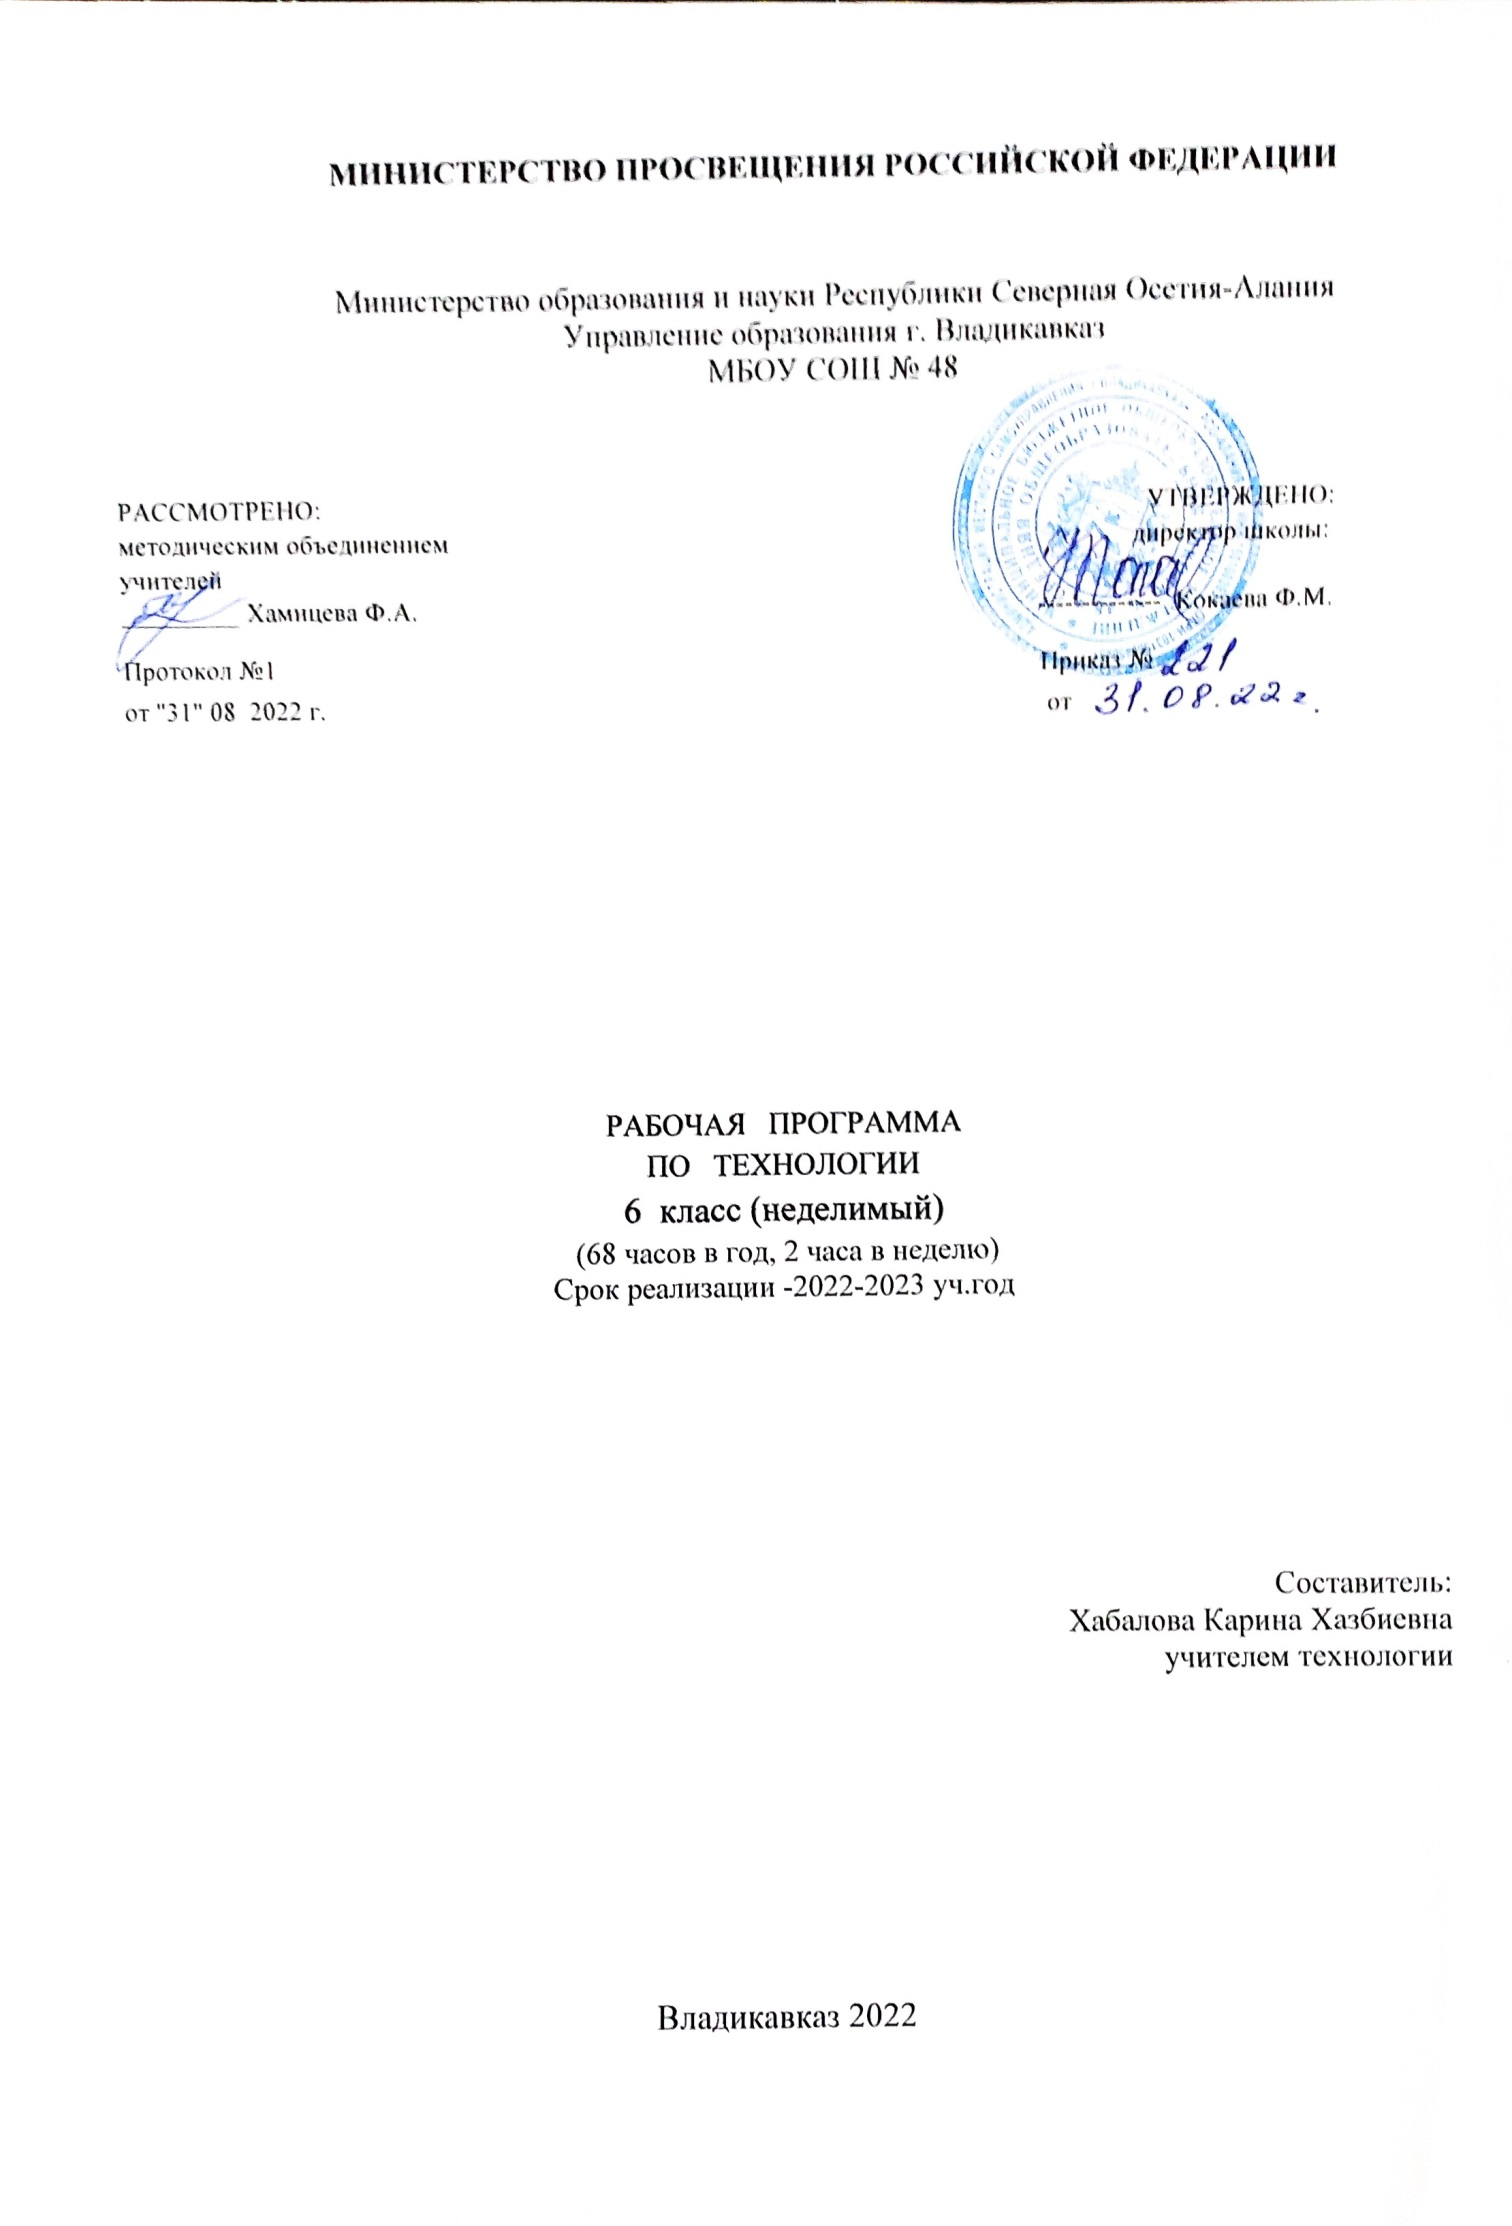 МИНИСТЕРСТВО ПРОСВЕЩЕНИЯ РОССИЙСКОЙ ФЕДЕРАЦИИ
Министерство образования и науки Республики Северная Осетия-Алания
Управление образования г. Владикавказ
МБОУ СОШ № 48
РАССМОТРЕНО:
методическим объединением
учителей
Хамицева Ф.А.
Протокол №1
от "31" 08 2022 г.
УТВЕРЖДЕНО:
директор школы:
Кокаева Ф.М.
Приказ № 221
от 31.08.22 г.
РАБОЧАЯ ПРОГРАММА
ПО ТЕХНОЛОГИИ
6 класс (неделимый)
(68 часов в год, 2 часа в неделю)
Срок реализации -2022-2023 уч.год
Составитель:
Хабалова Карина Хазбиевна
учителем технологии
Владикавказ 2022